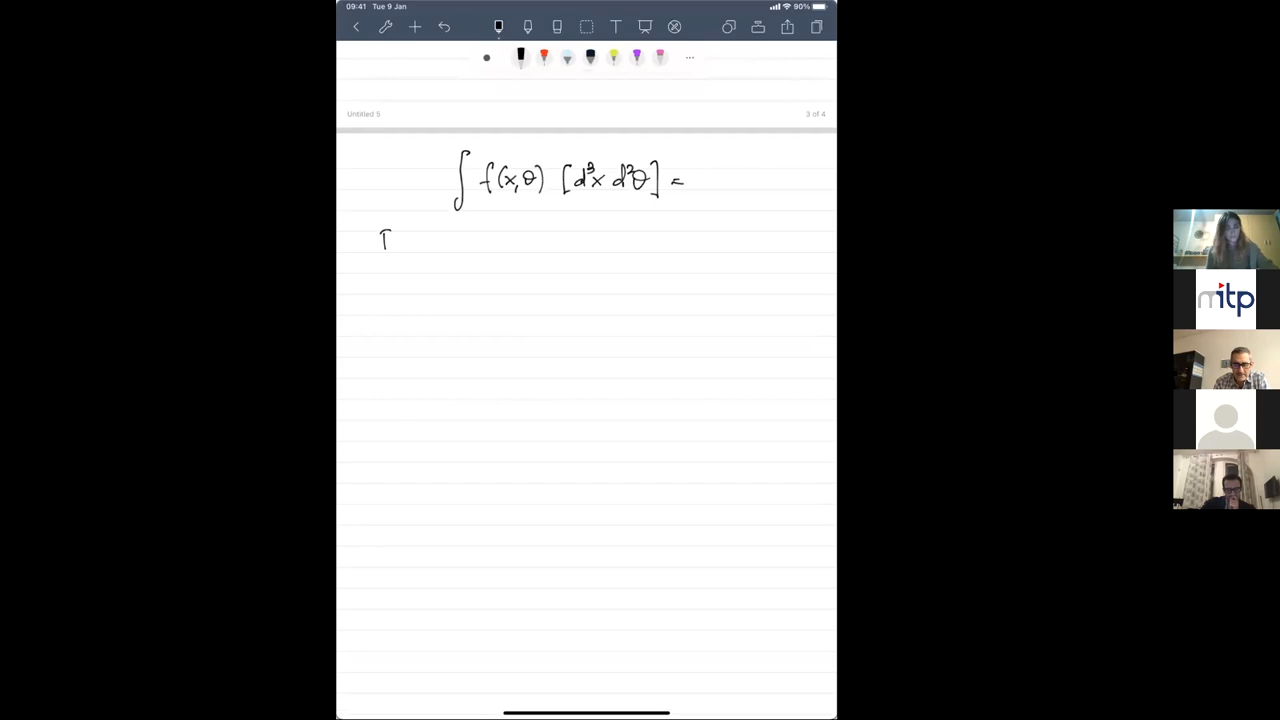 09:41 Tue 9 Jan 90%
T
Untitled 5 3 of 4
∫ f(x,θ) [d³x d²θ] =
mitp